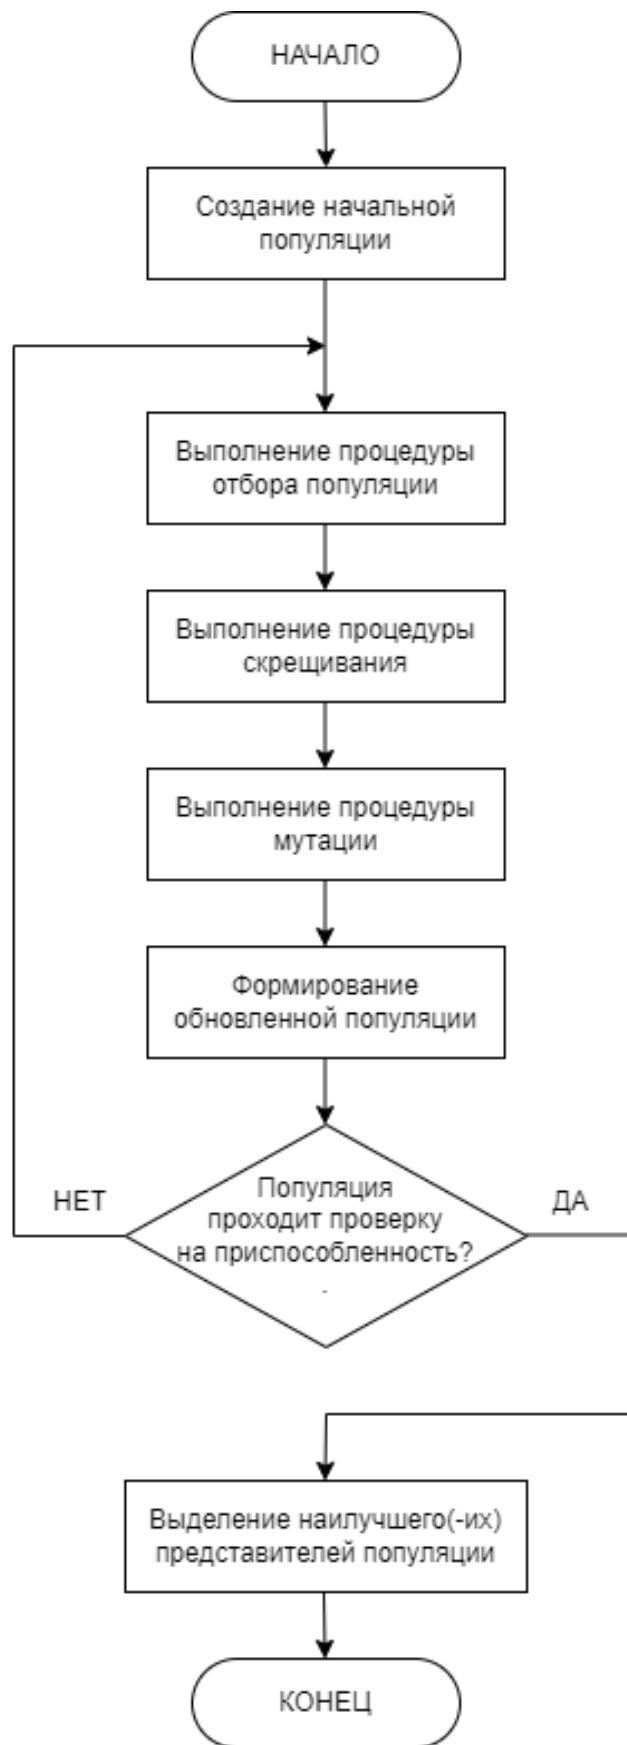 НАЧАЛО
Создание начальной
популяции
Выполнение процедуры
отбора популяции
Выполнение процедуры
скрещивания
Выполнение процедуры
мутации
Формирование
обновленной популяции
НЕТ
Популяция
проходит проверку
на приспособленность?
.
ДА
Выделение наилучшего(-их)
представителей популяции
КОНЕЦ